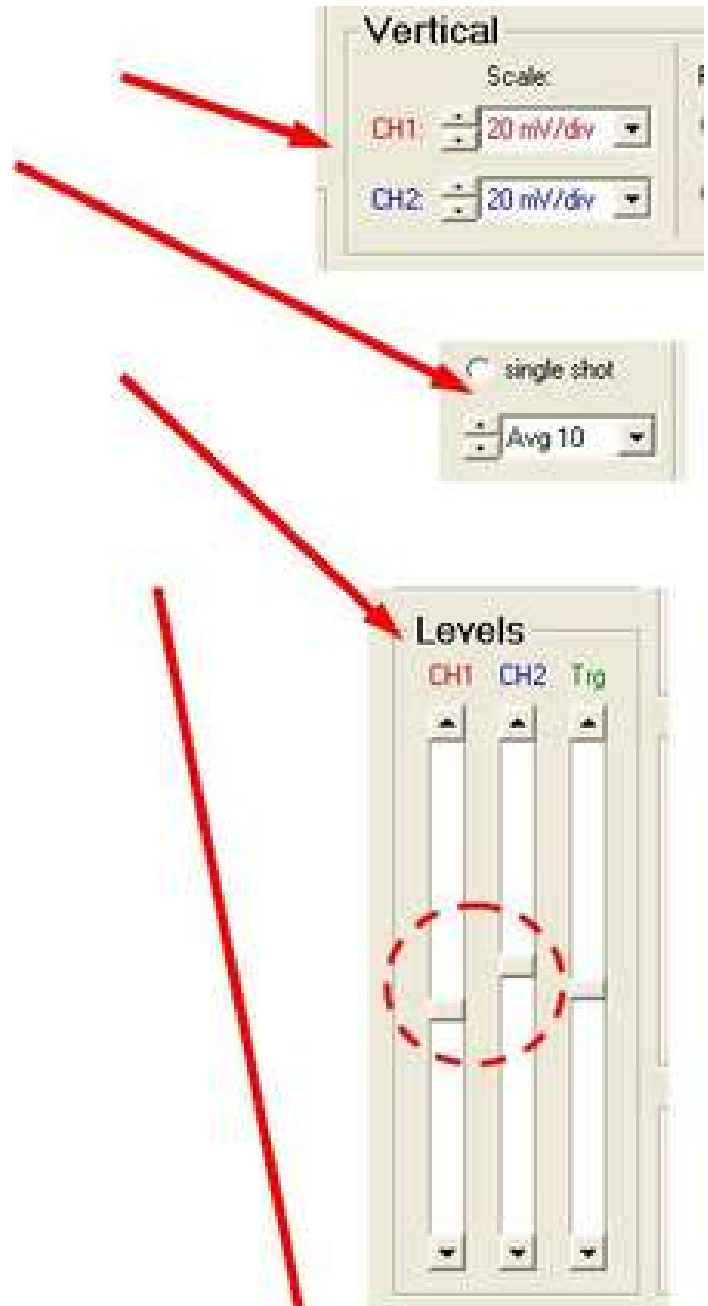 Vertical
Scale:
CH1: 20 mV/div
CH2: 20 mV/div
single shot
Avg 10
Levels
CH1 CH2 Trg